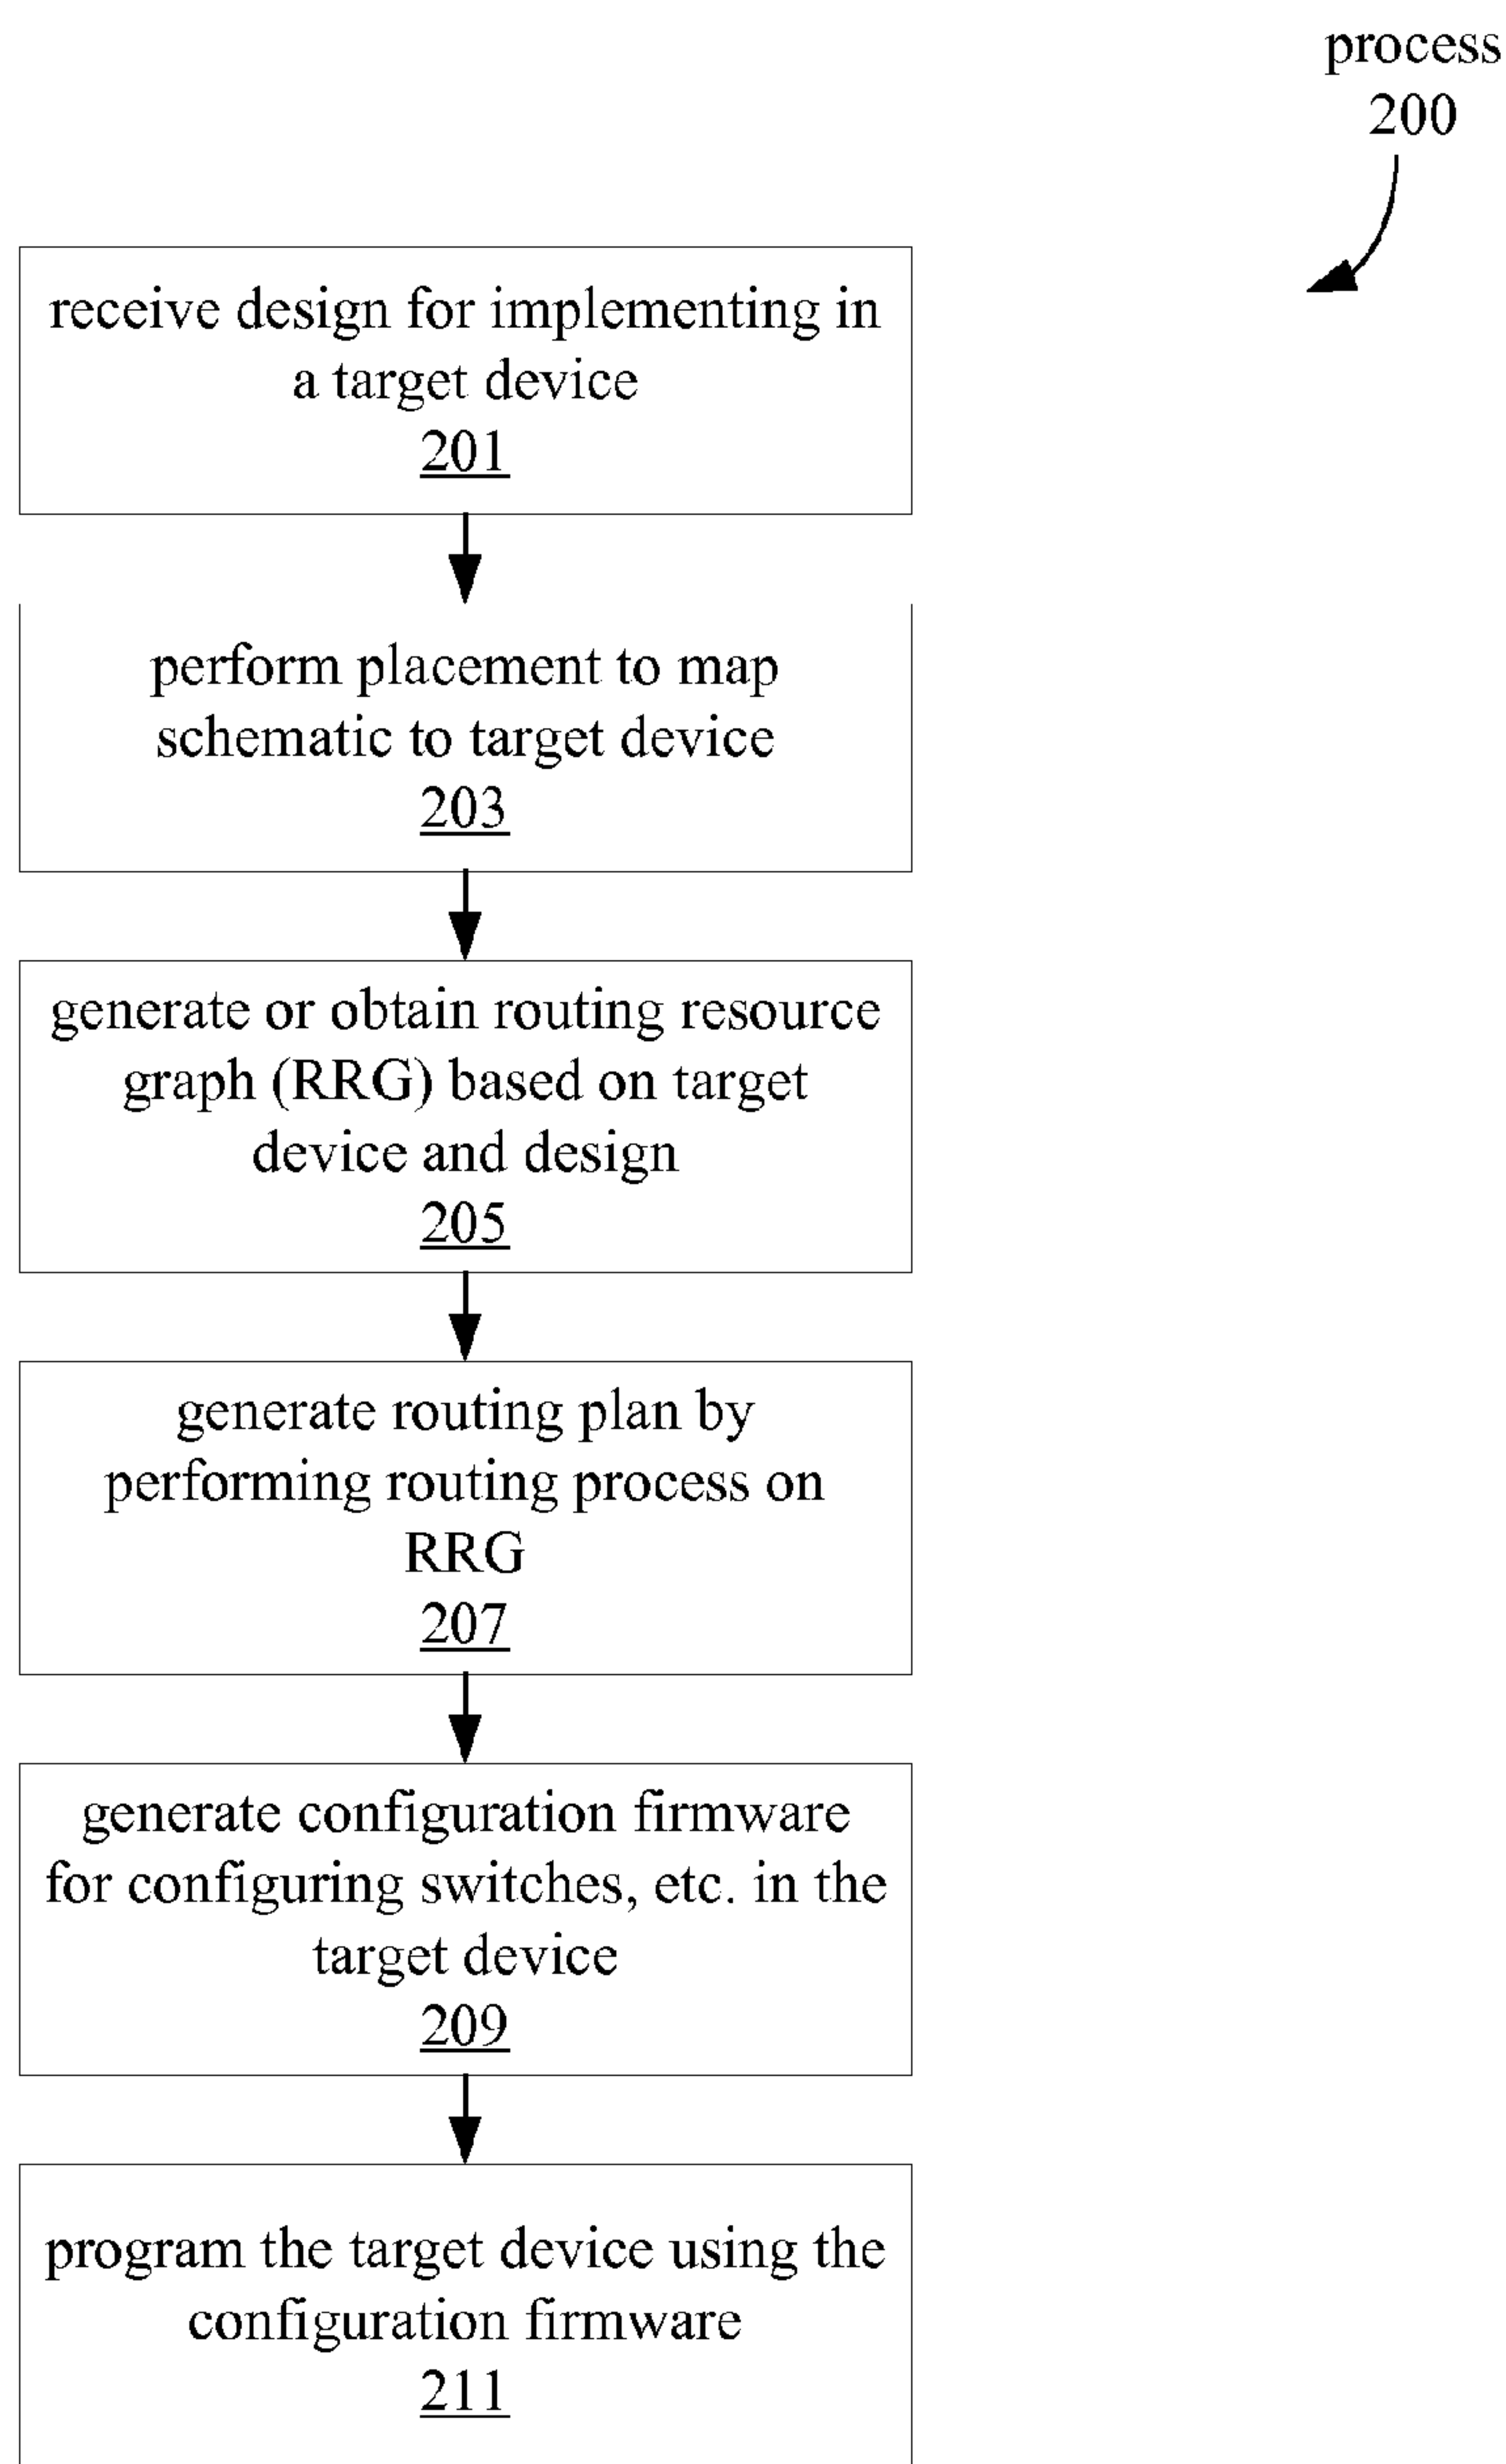 process
200
receive design for implementing in
a target device
201
perform placement to map
schematic to target device
203
generate or obtain routing resource
graph (RRG) based on target
device and design
205
generate routing plan by
performing routing process on
RRG
207
generate configuration firmware
for configuring switches, etc. in the
target device
209
program the target device using the
configuration firmware
211